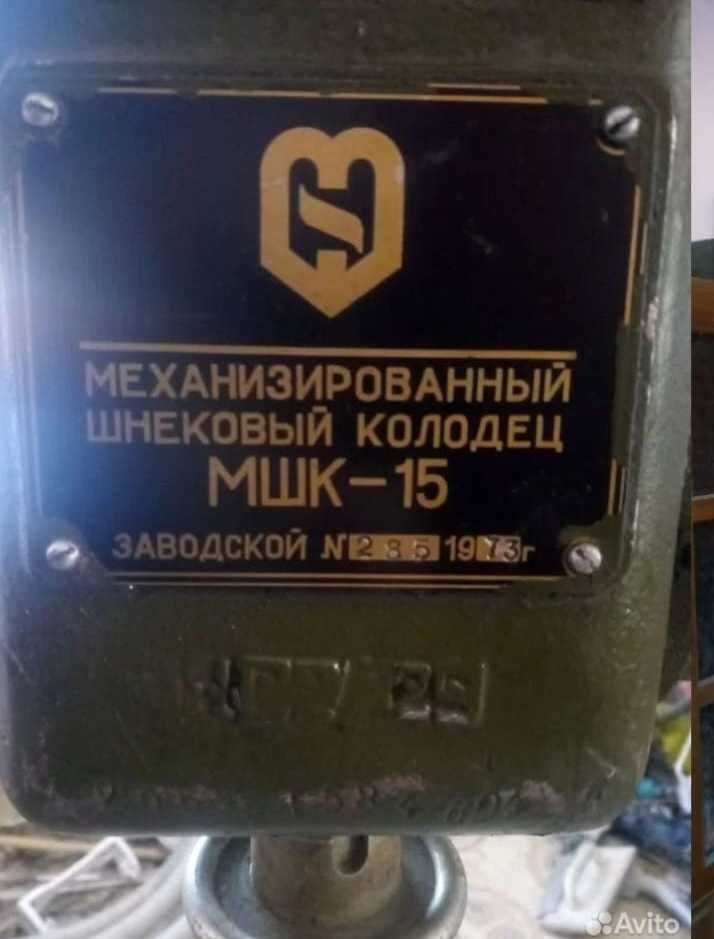 МЕХАНИЗИРОВАННЫЙ
ШНЕКОВЫЙ КОЛОДЕЦ
МШК-15
ЗАВОДСКОЙ № 285 1973г
Avito